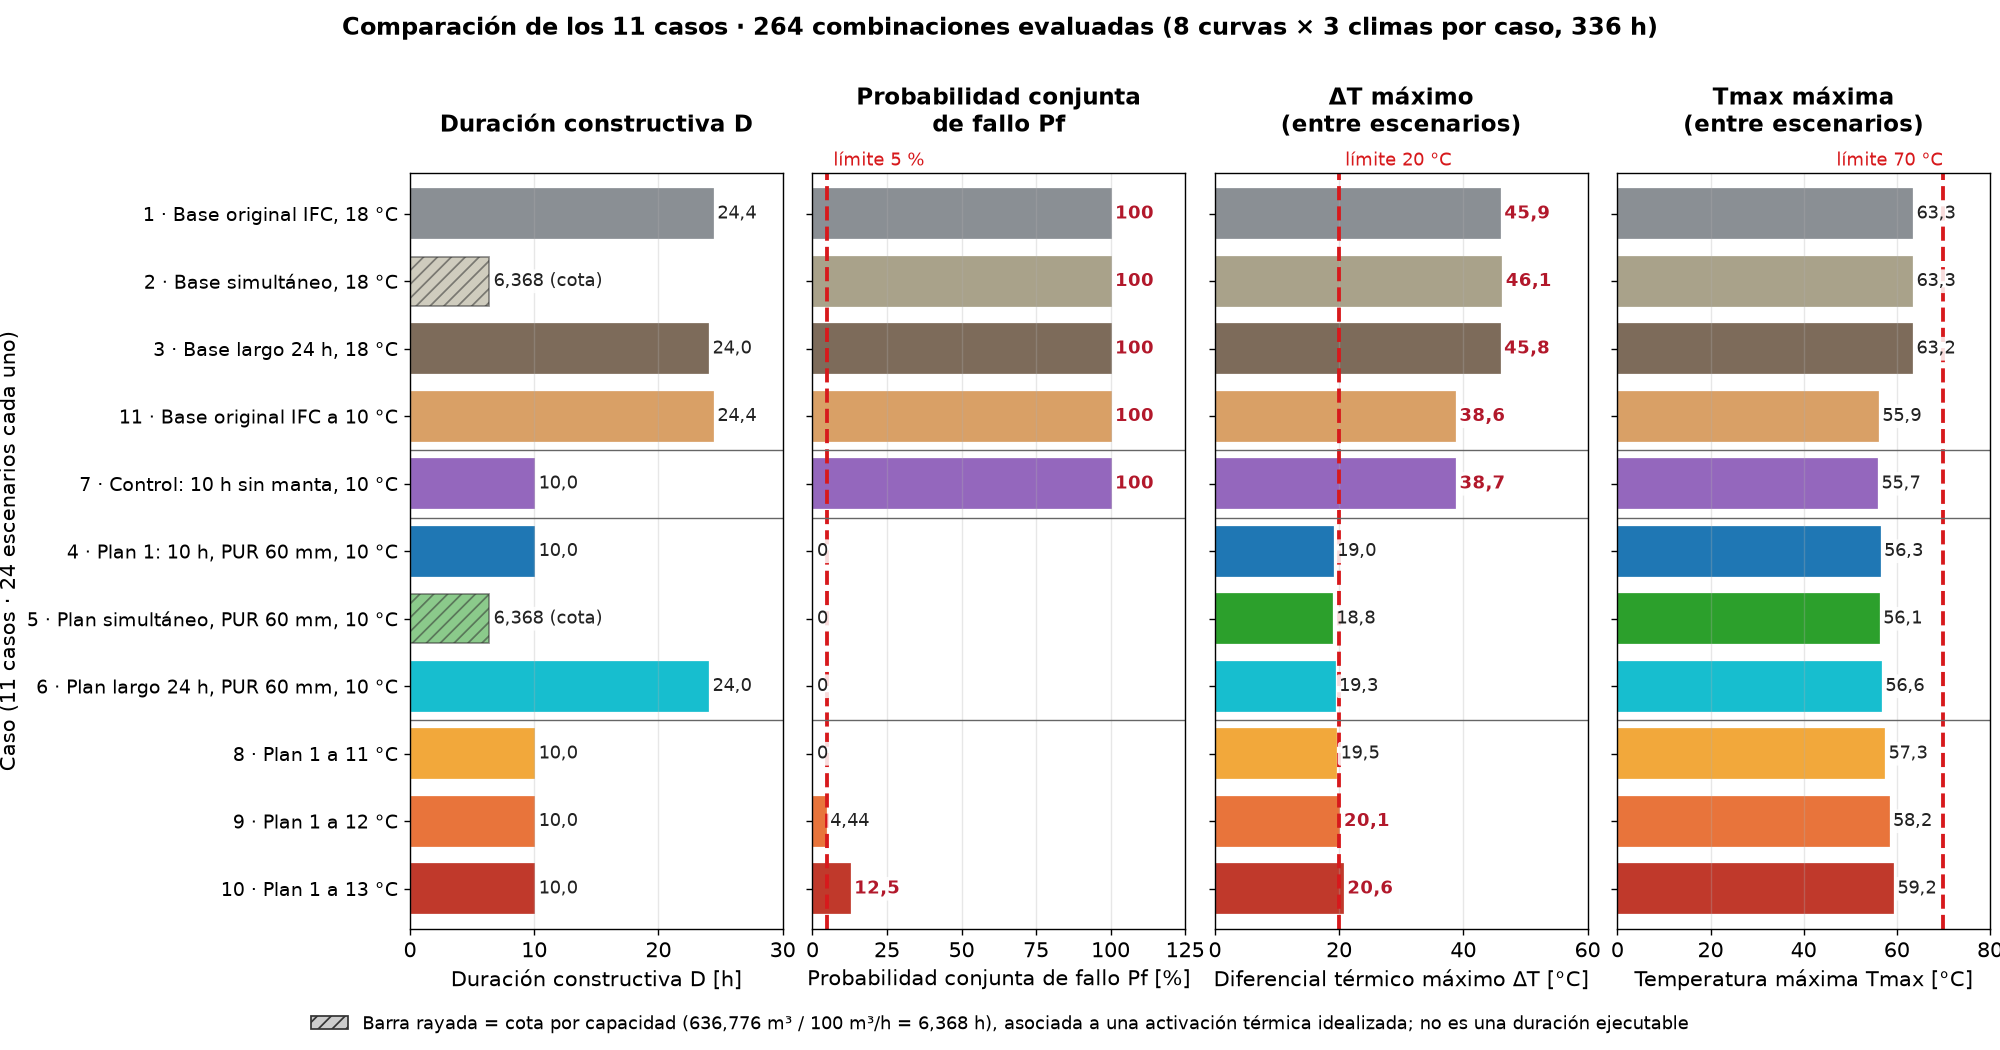 Comparación de los 11 casos · 264 combinaciones evaluadas (8 curvas × 3 climas por caso, 336 h)
Duración constructiva D
Probabilidad conjunta
de fallo Pf
ΔT máximo
(entre escenarios)
Tmax máxima
(entre escenarios)
límite 5 %
límite 20 °C
límite 70 °C
Caso (11 casos · 24 escenarios cada uno)
1 · Base original IFC, 18 °C 24,4 100 45,9 63,3
2 · Base simultáneo, 18 °C 6,368 (cota) 100 46,1 63,3
3 · Base largo 24 h, 18 °C 24,0 100 45,8 63,2
11 · Base original IFC a 10 °C 24,4 100 38,6 55,9
7 · Control: 10 h sin manta, 10 °C 10,0 100 38,7 55,7
4 · Plan 1: 10 h, PUR 60 mm, 10 °C 10,0 0 19,0 56,3
5 · Plan simultáneo, PUR 60 mm, 10 °C 6,368 (cota) 0 18,8 56,1
6 · Plan largo 24 h, PUR 60 mm, 10 °C 24,0 0 19,3 56,6
8 · Plan 1 a 11 °C 10,0 0 19,5 57,3
9 · Plan 1 a 12 °C 10,0 4,44 20,1 58,2
10 · Plan 1 a 13 °C 10,0 12,5 20,6 59,2
0 10 20 30
0 25 50 75 100 125
0 20 40 60
0 20 40 60 80
Duración constructiva D [h]
Probabilidad conjunta de fallo Pf [%]
Diferencial térmico máximo ΔT [°C]
Temperatura máxima Tmax [°C]
Barra rayada = cota por capacidad (636,776 m³ / 100 m³/h = 6,368 h), asociada a una activación térmica idealizada; no es una duración ejecutable